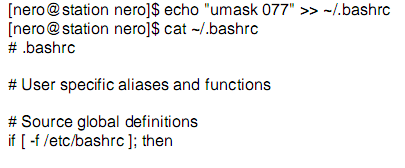 [nero@station nero]$ echo "umask 077" >> ~/.bashrc
[nero@station nero]$ cat ~/.bashrc
# .bashrc
# User specific aliases and functions
# Source global definitions
if [ -f /etc/bashrc ]; then